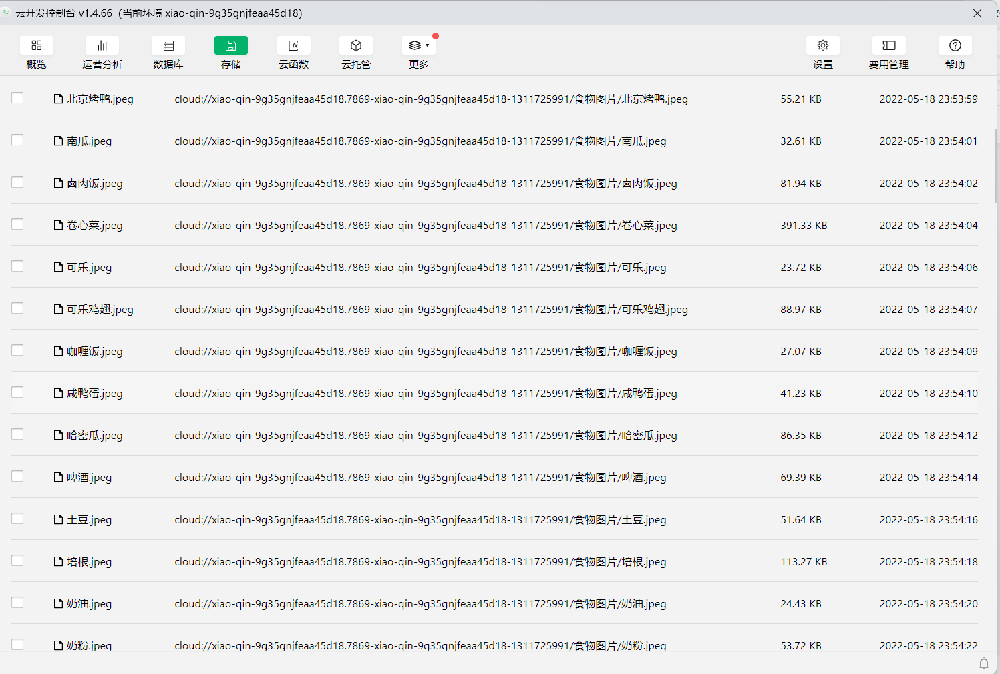 云开发控制台 v1.4.66 (当前环境 xiao-qin-9g35gnjfeaa45d18)
概览 运营分析 数据库 存储 云函数 云托管 更多 设置 费用管理 帮助
北京烤鸭.jpeg cloud://xiao-qin-9g35gnjfeaa45d18.7869-xiao-qin-9g35gnjfeaa45d18-1311725991/食物图片/北京烤鸭.jpeg 55.21 KB 2022-05-18 23:53:59
南瓜.jpeg cloud://xiao-qin-9g35gnjfeaa45d18.7869-xiao-qin-9g35gnjfeaa45d18-1311725991/食物图片/南瓜.jpeg 32.61 KB 2022-05-18 23:54:01
卤肉饭.jpeg cloud://xiao-qin-9g35gnjfeaa45d18.7869-xiao-qin-9g35gnjfeaa45d18-1311725991/食物图片/卤肉饭.jpeg 81.94 KB 2022-05-18 23:54:02
卷心菜.jpeg cloud://xiao-qin-9g35gnjfeaa45d18.7869-xiao-qin-9g35gnjfeaa45d18-1311725991/食物图片/卷心菜.jpeg 391.33 KB 2022-05-18 23:54:04
可乐.jpeg cloud://xiao-qin-9g35gnjfeaa45d18.7869-xiao-qin-9g35gnjfeaa45d18-1311725991/食物图片/可乐.jpeg 23.72 KB 2022-05-18 23:54:06
可乐鸡翅.jpeg cloud://xiao-qin-9g35gnjfeaa45d18.7869-xiao-qin-9g35gnjfeaa45d18-1311725991/食物图片/可乐鸡翅.jpeg 88.97 KB 2022-05-18 23:54:07
咖喱饭.jpeg cloud://xiao-qin-9g35gnjfeaa45d18.7869-xiao-qin-9g35gnjfeaa45d18-1311725991/食物图片/咖喱饭.jpeg 27.07 KB 2022-05-18 23:54:09
咸鸭蛋.jpeg cloud://xiao-qin-9g35gnjfeaa45d18.7869-xiao-qin-9g35gnjfeaa45d18-1311725991/食物图片/咸鸭蛋.jpeg 41.23 KB 2022-05-18 23:54:10
哈密瓜.jpeg cloud://xiao-qin-9g35gnjfeaa45d18.7869-xiao-qin-9g35gnjfeaa45d18-1311725991/食物图片/哈密瓜.jpeg 86.35 KB 2022-05-18 23:54:12
啤酒.jpeg cloud://xiao-qin-9g35gnjfeaa45d18.7869-xiao-qin-9g35gnjfeaa45d18-1311725991/食物图片/啤酒.jpeg 69.39 KB 2022-05-18 23:54:14
土豆.jpeg cloud://xiao-qin-9g35gnjfeaa45d18.7869-xiao-qin-9g35gnjfeaa45d18-1311725991/食物图片/土豆.jpeg 51.64 KB 2022-05-18 23:54:16
培根.jpeg cloud://xiao-qin-9g35gnjfeaa45d18.7869-xiao-qin-9g35gnjfeaa45d18-1311725991/食物图片/培根.jpeg 113.27 KB 2022-05-18 23:54:18
奶油.jpeg cloud://xiao-qin-9g35gnjfeaa45d18.7869-xiao-qin-9g35gnjfeaa45d18-1311725991/食物图片/奶油.jpeg 24.43 KB 2022-05-18 23:54:20
奶粉.jpeg cloud://xiao-qin-9g35gnjfeaa45d18.7869-xiao-qin-9g35gnjfeaa45d18-1311725991/食物图片/奶粉.jpeg 53.72 KB 2022-05-18 23:54:22